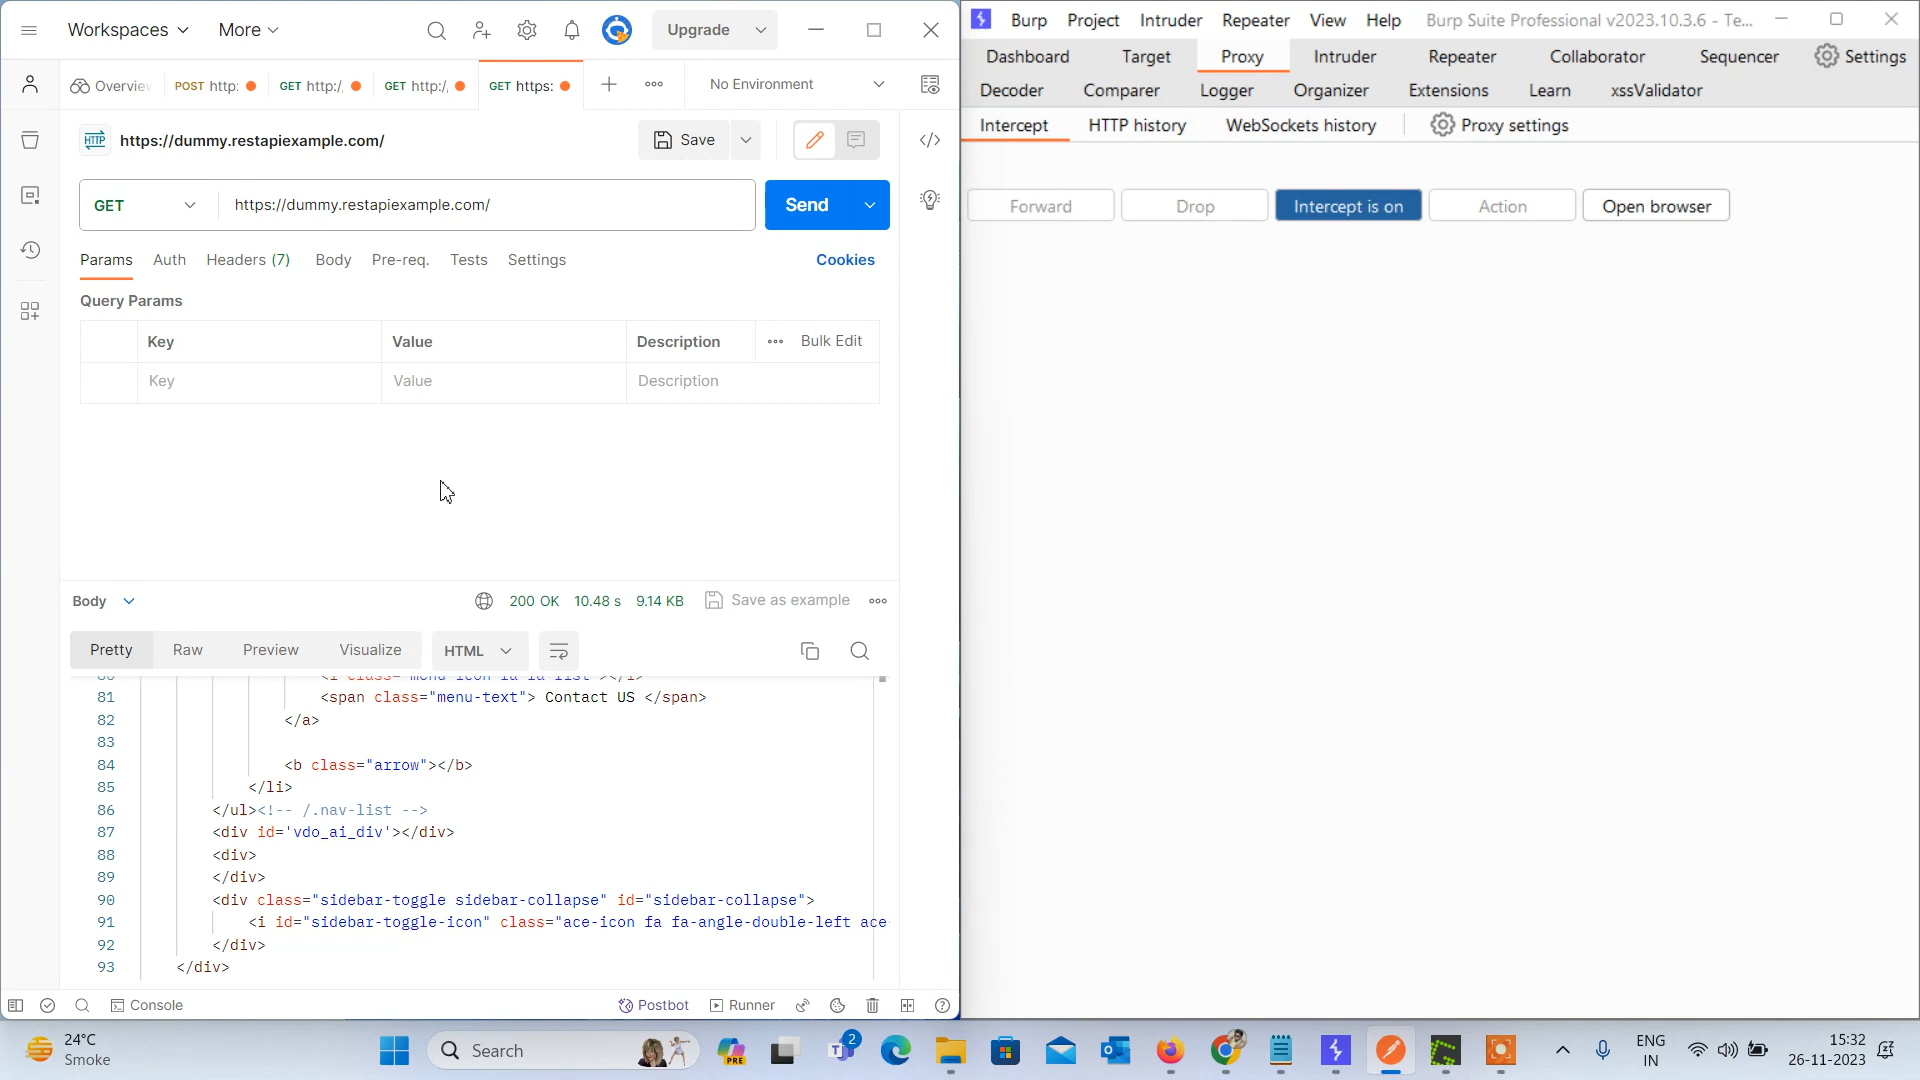 Workspaces More Upgrade
Overview POST http: GET http:/, GET http:/, GET https: No Environment
https://dummy.restapiexample.com/ Save
GET https://dummy.restapiexample.com/ Send
Params Auth Headers (7) Body Pre-req. Tests Settings Cookies
Query Params
Key Value Description Bulk Edit
Key Value Description
Body 200 OK 10.48 s 9.14 KB Save as example
Pretty Raw Preview Visualize HTML
81 <span class="menu-text"> Contact US </span>
82 </a>
83
84 <b class="arrow"></b>
85 </li>
86 </ul><!-- /.nav-list -->
87 <div id='vdo_ai_div'></div>
88 <div>
89 </div>
90 <div class="sidebar-toggle sidebar-collapse" id="sidebar-collapse">
91 <i id="sidebar-toggle-icon" class="ace-icon fa fa-angle-double-left ace-
92 </div>
93 </div>
Console Postbot Runner
Burp Project Intruder Repeater View Help Burp Suite Professional v2023.10.3.6 - Te...
Dashboard Target Proxy Intruder Repeater Collaborator Sequencer Settings
Decoder Comparer Logger Organizer Extensions Learn xssValidator
Intercept HTTP history WebSockets history Proxy settings
Forward Drop Intercept is on Action Open browser
24°C
Smoke
Search
PRE
2
ENG
IN
15:32
26-11-2023